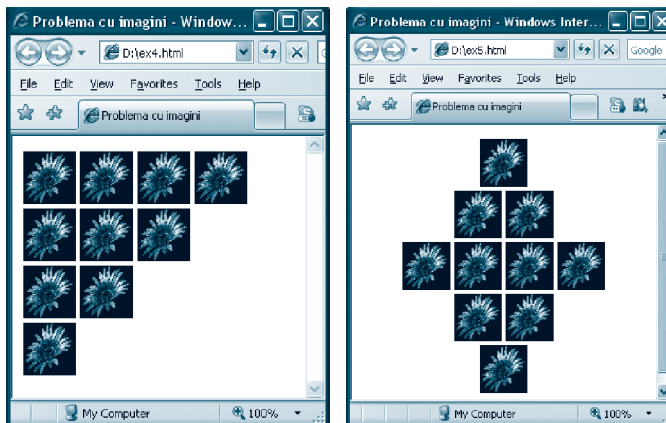 Problema cu imagini - Window...
D:\ex4.html
File Edit View Favorites Tools Help
Problema cu imagini
My Computer 100%
Problema cu imagini - Windows Inter...
D:\ex5.html Google
File Edit View Favorites Tools Help
Problema cu imagini
My Computer 100%